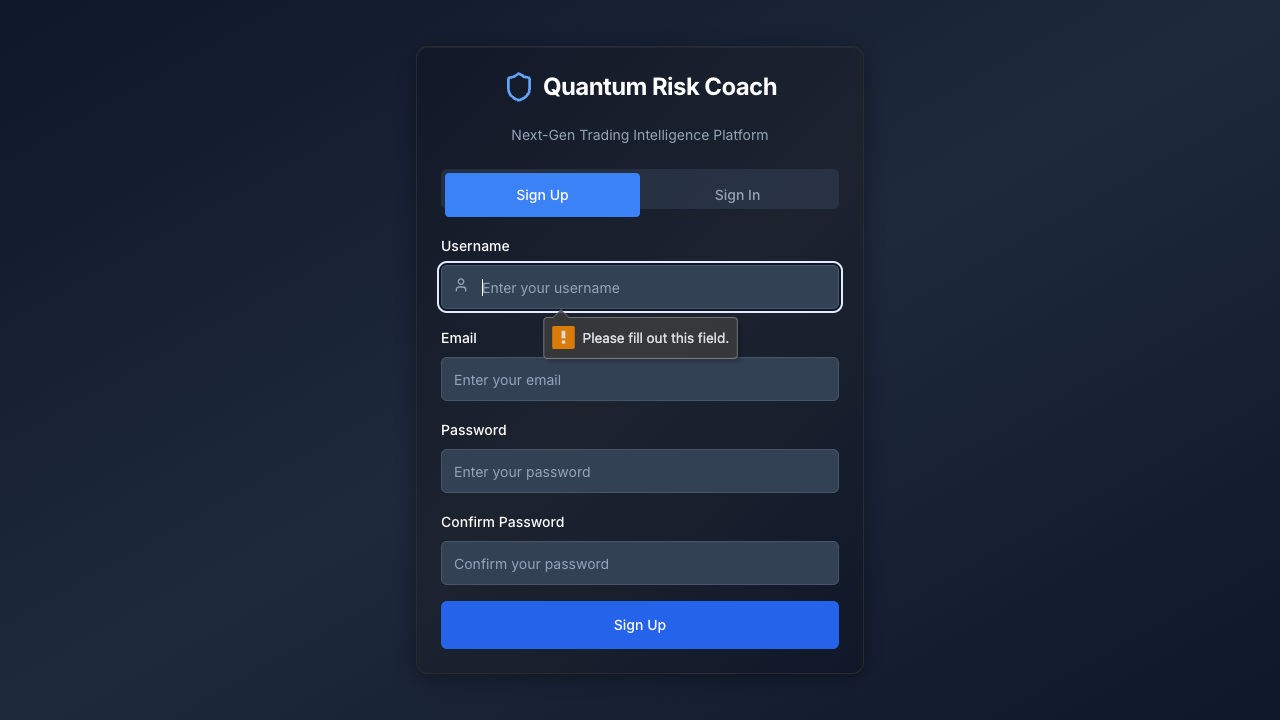 Quantum Risk Coach
Next-Gen Trading Intelligence Platform
Sign Up
Sign In
Username
Enter your username
Please fill out this field.
Email
Enter your email
Password
Enter your password
Confirm Password
Confirm your password
Sign Up